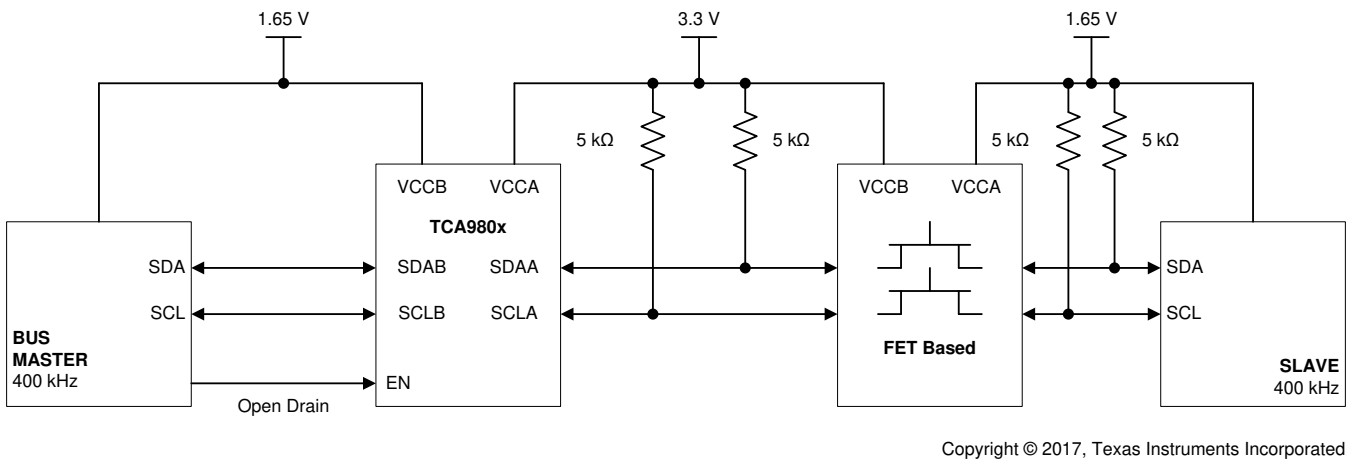 1.65 V
3.3 V
1.65 V
5 kΩ
5 kΩ
5 kΩ
5 kΩ
VCCB
VCCA
VCCB
VCCA
TCA980x
SDA
SDAB
SDAA
SDA
SCL
SCLB
SCLA
SCL
BUS
MASTER
400 kHz
FET Based
SLAVE
400 kHz
EN
Open Drain
Copyright © 2017, Texas Instruments Incorporated